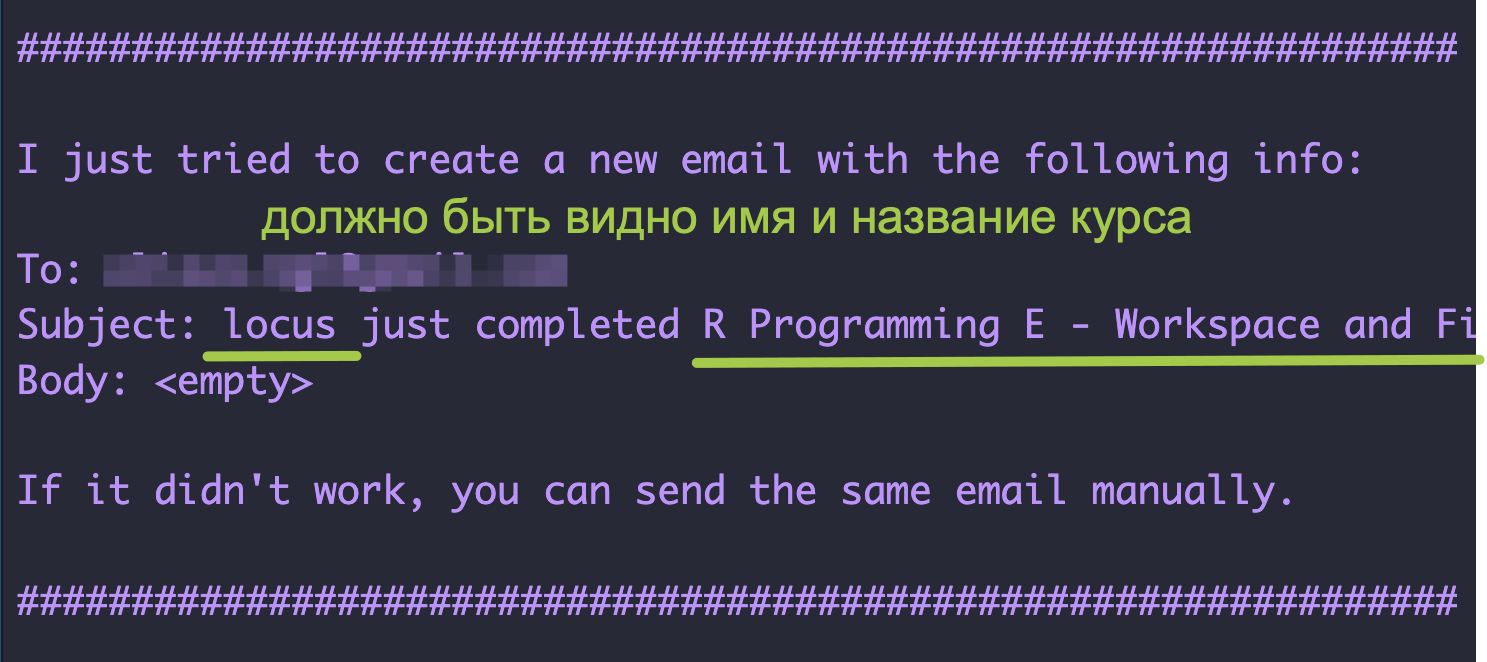 ###############################################################
I just tried to create a new email with the following info:
должно быть видно имя и название курса
To:
Subject: locus just completed R Programming E - Workspace and Fi
Body: <empty>
If it didn't work, you can send the same email manually.
###############################################################